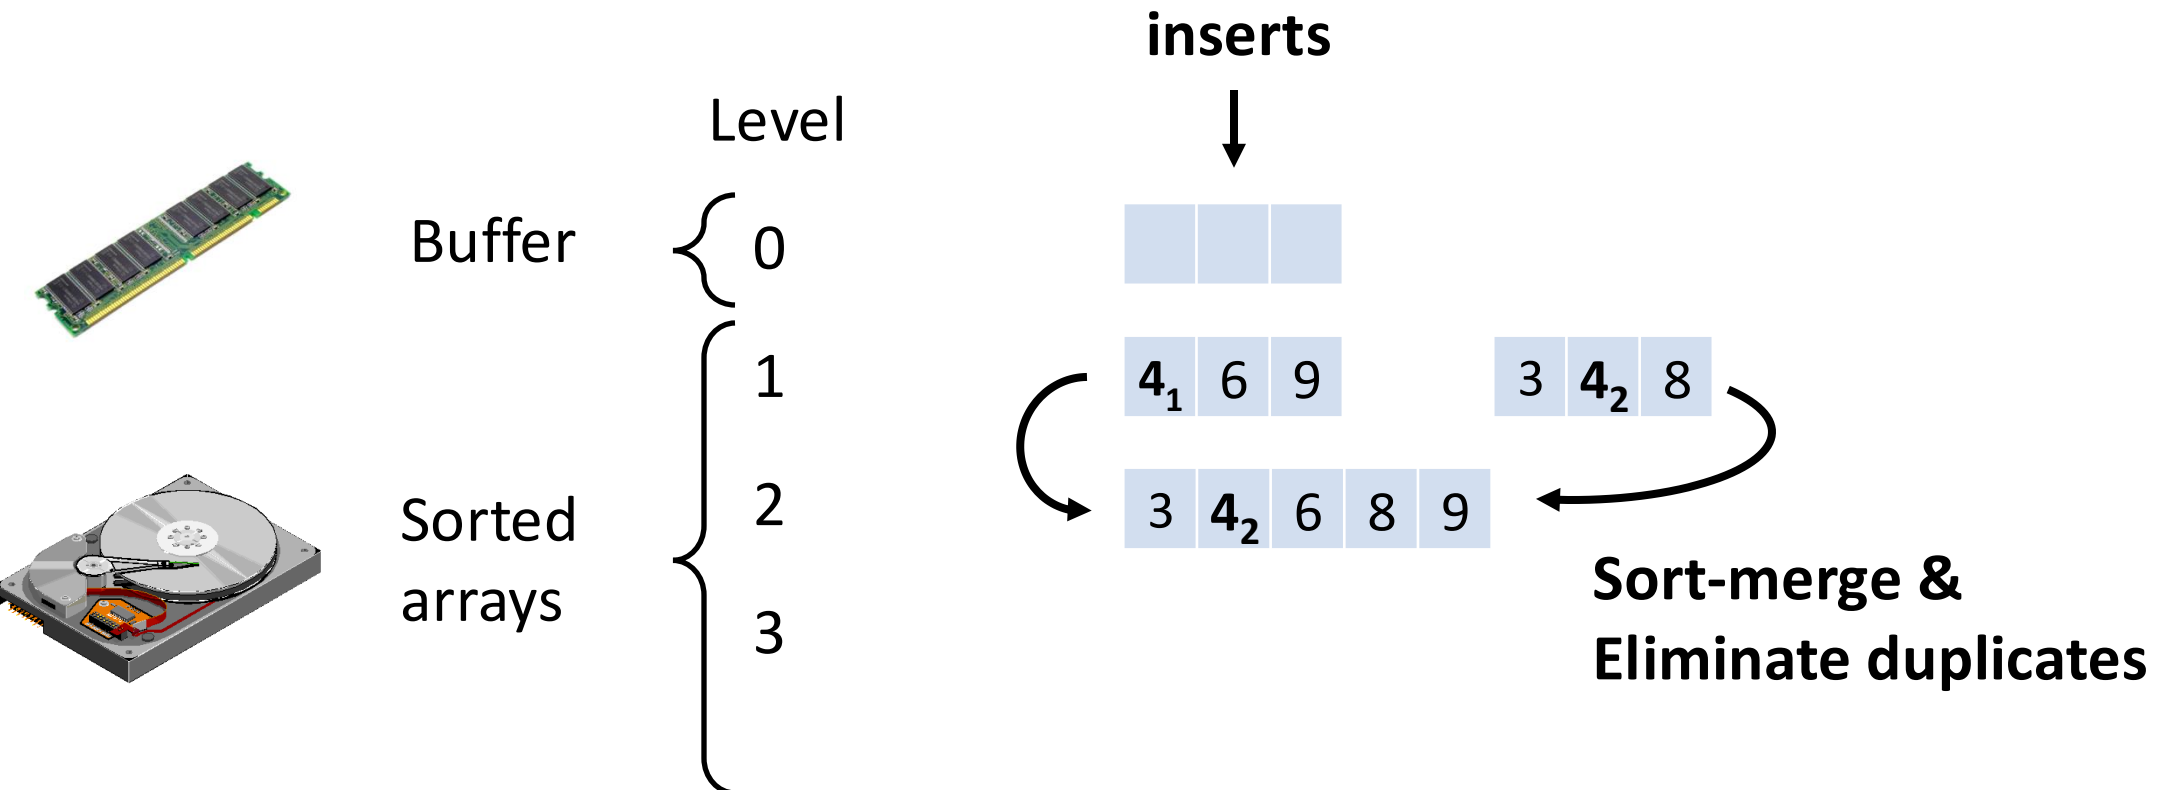 inserts
Level
Buffer
0
1
4₁ 6 9
3 4₂ 8
Sorted
arrays
2
3 4₂ 6 8 9
3
Sort-merge &
Eliminate duplicates